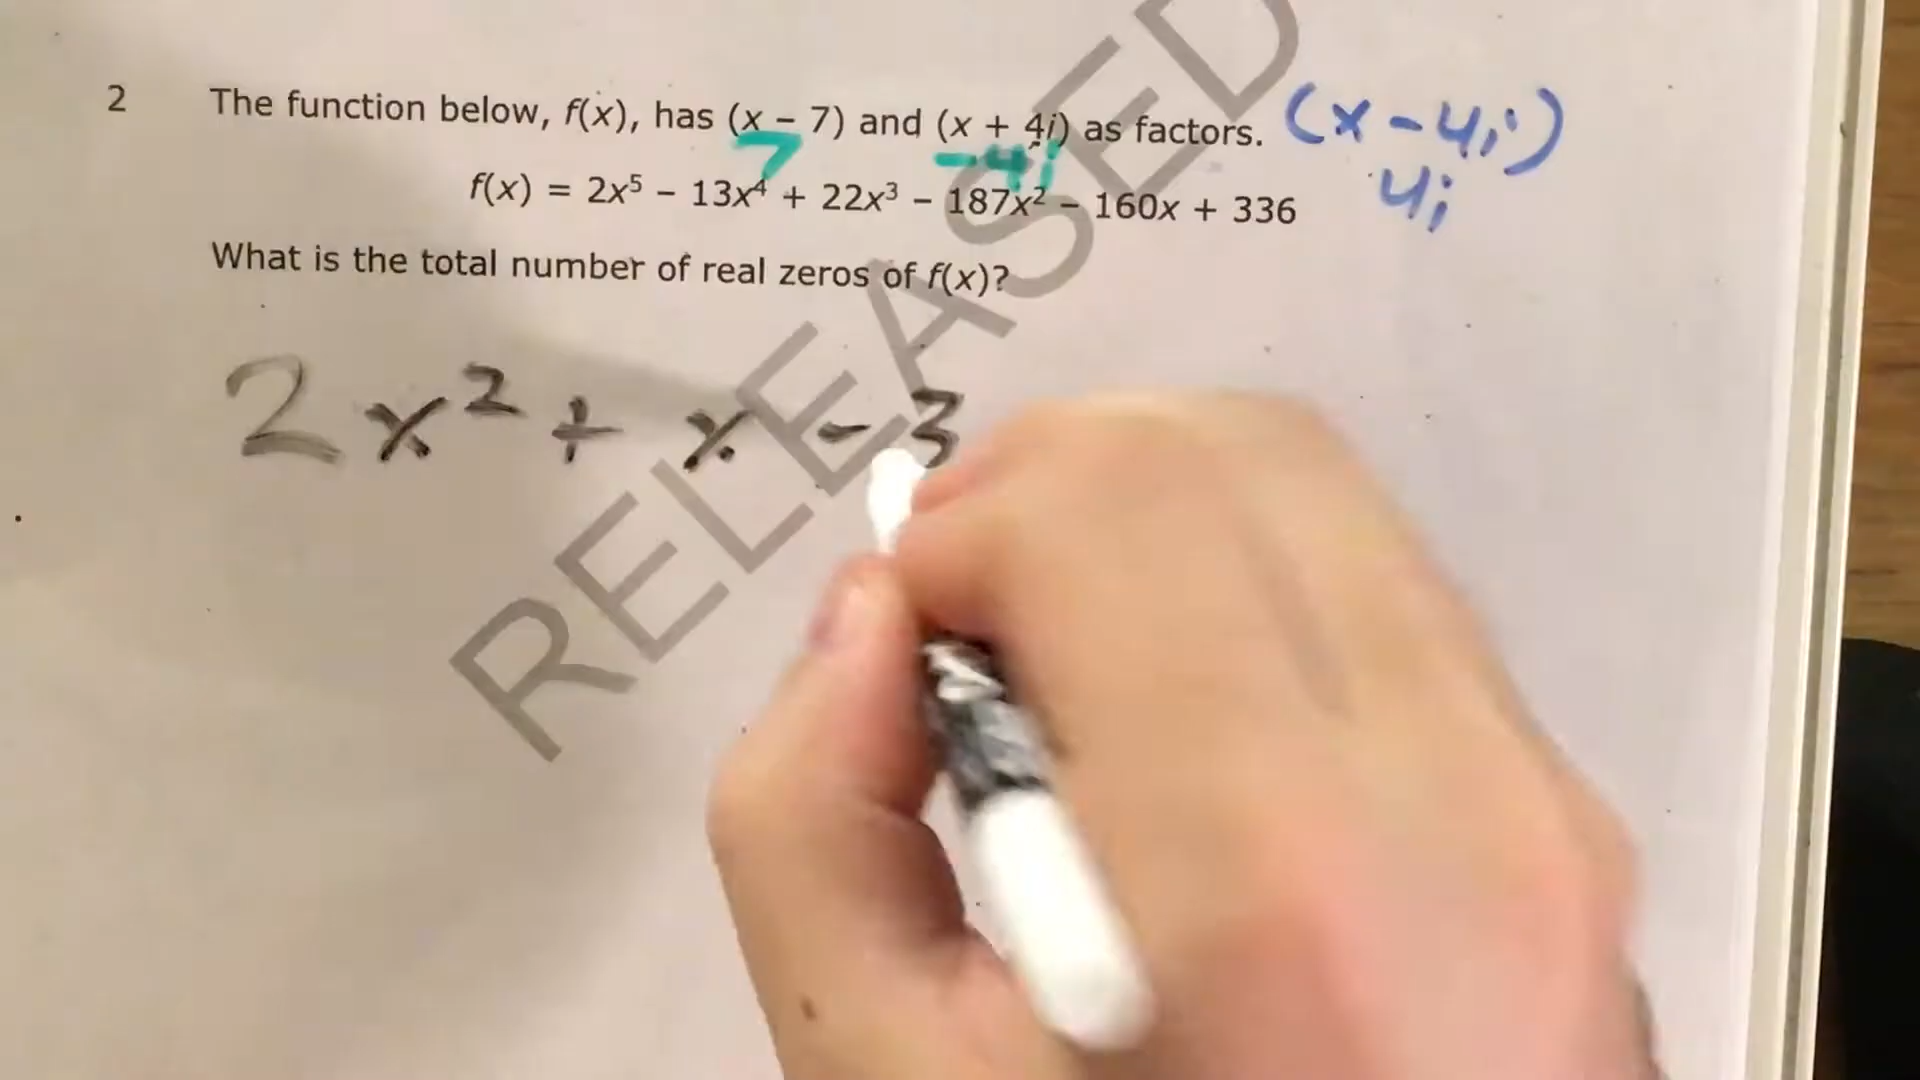 2 The function below, f(x), has (x – 7) and (x + 4i) as factors. (x - 4i)
7 -4i 4i
f(x) = 2x⁵ – 13x⁴ + 22x³ – 187x² – 160x + 336
What is the total number of real zeros of f(x)?
2x² + x - 3
RELEASED